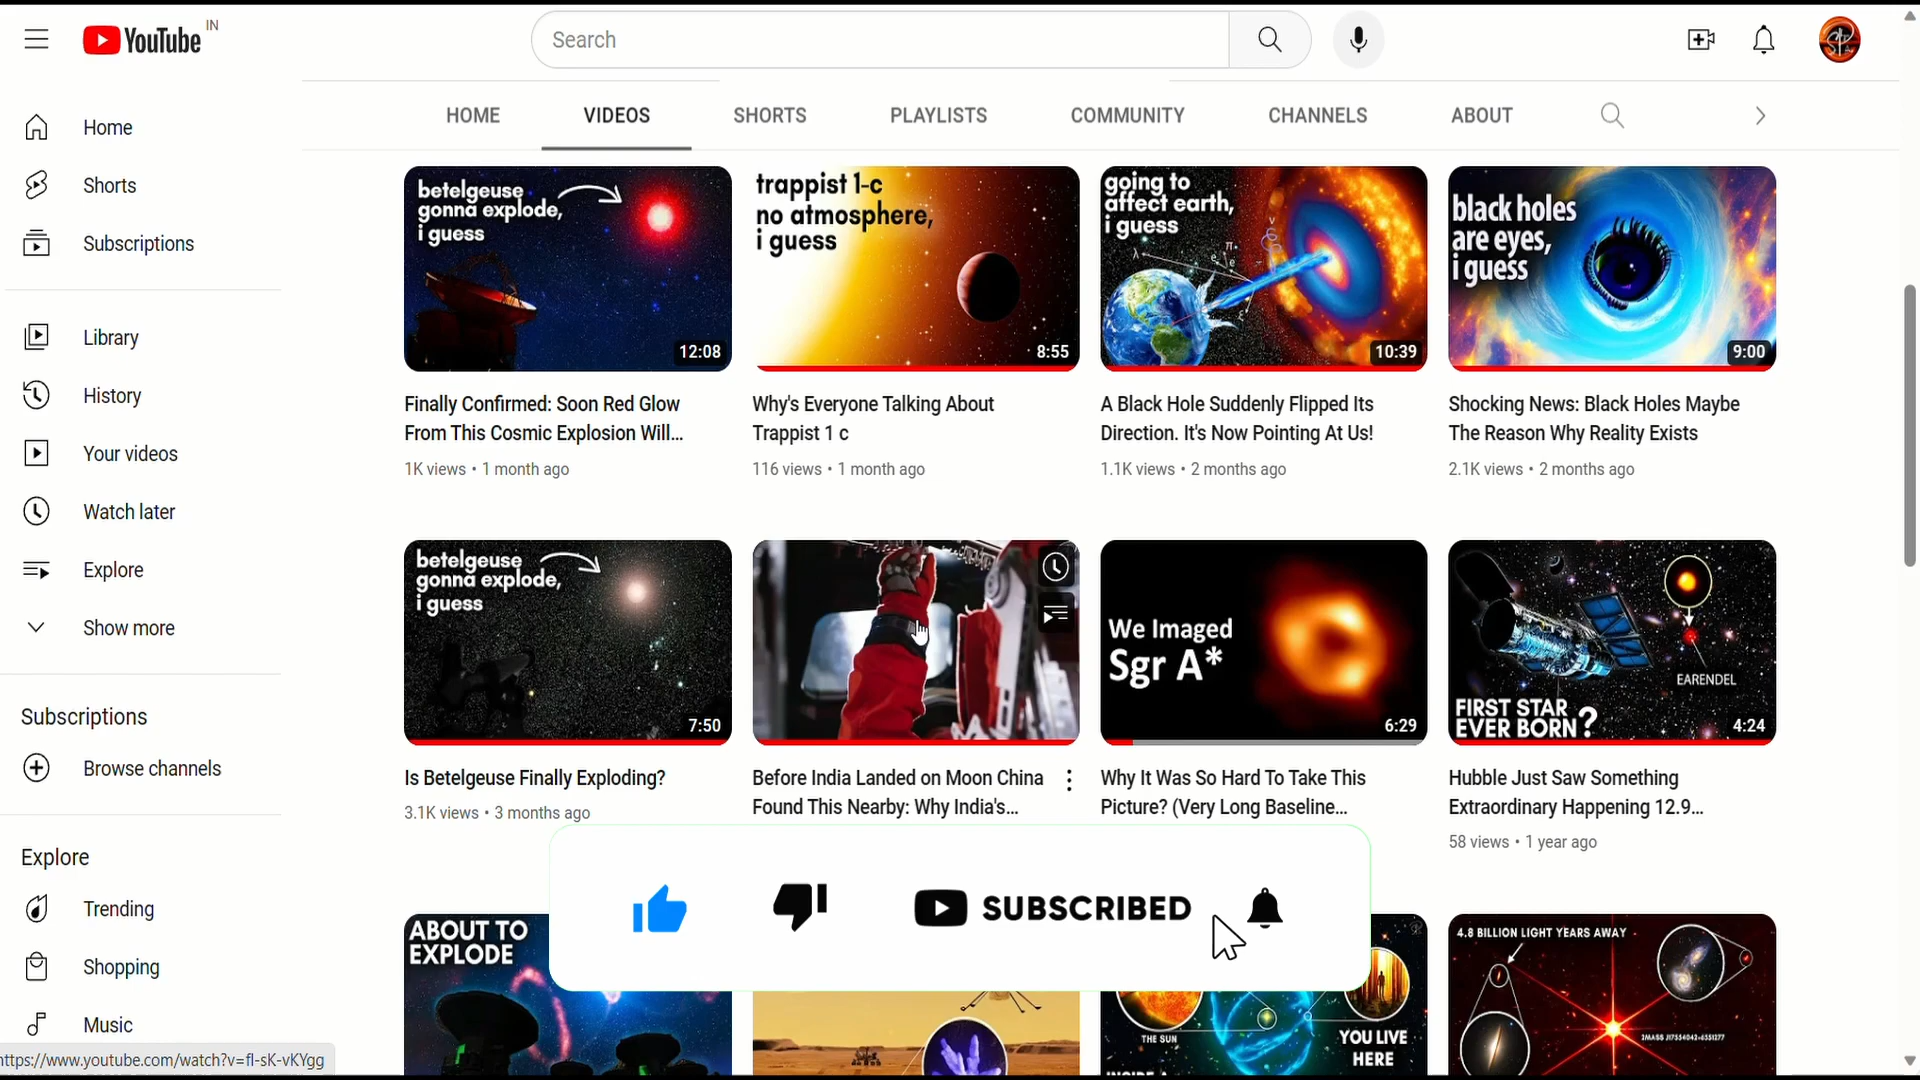 YouTube IN
Search
Home
Shorts
Subscriptions
Library
History
Your videos
Watch later
Explore
Show more
Subscriptions
Browse channels
Explore
Trending
Shopping
Music
https://www.youtube.com/watch?v=fI-sK-vKYgg
HOME VIDEOS SHORTS PLAYLISTS COMMUNITY CHANNELS ABOUT
betelgeuse
gonna explode,
i guess
12:08
Finally Confirmed: Soon Red Glow
From This Cosmic Explosion Will...
1K views • 1 month ago
trappist 1-c
no atmosphere,
i guess
8:55
Why's Everyone Talking About
Trappist 1 c
116 views • 1 month ago
going to
affect earth,
i guess
10:39
A Black Hole Suddenly Flipped Its
Direction. It's Now Pointing At Us!
1.1K views • 2 months ago
black holes
are eyes,
i guess
9:00
Shocking News: Black Holes Maybe
The Reason Why Reality Exists
2.1K views • 2 months ago
betelgeuse
gonna explode,
i guess
7:50
Is Betelgeuse Finally Exploding?
3.1K views • 3 months ago
Before India Landed on Moon China
Found This Nearby: Why India's...
We Imaged
Sgr A*
6:29
Why It Was So Hard To Take This
Picture? (Very Long Baseline...
EARENDEL
FIRST STAR
EVER BORN?
4:24
Hubble Just Saw Something
Extraordinary Happening 12.9...
58 views • 1 year ago
SUBSCRIBED
ABOUT TO
EXPLODE
THE SUN
YOU LIVE
HERE
4.8 BILLION LIGHT YEARS AWAY
2MASS J17554042+6551277